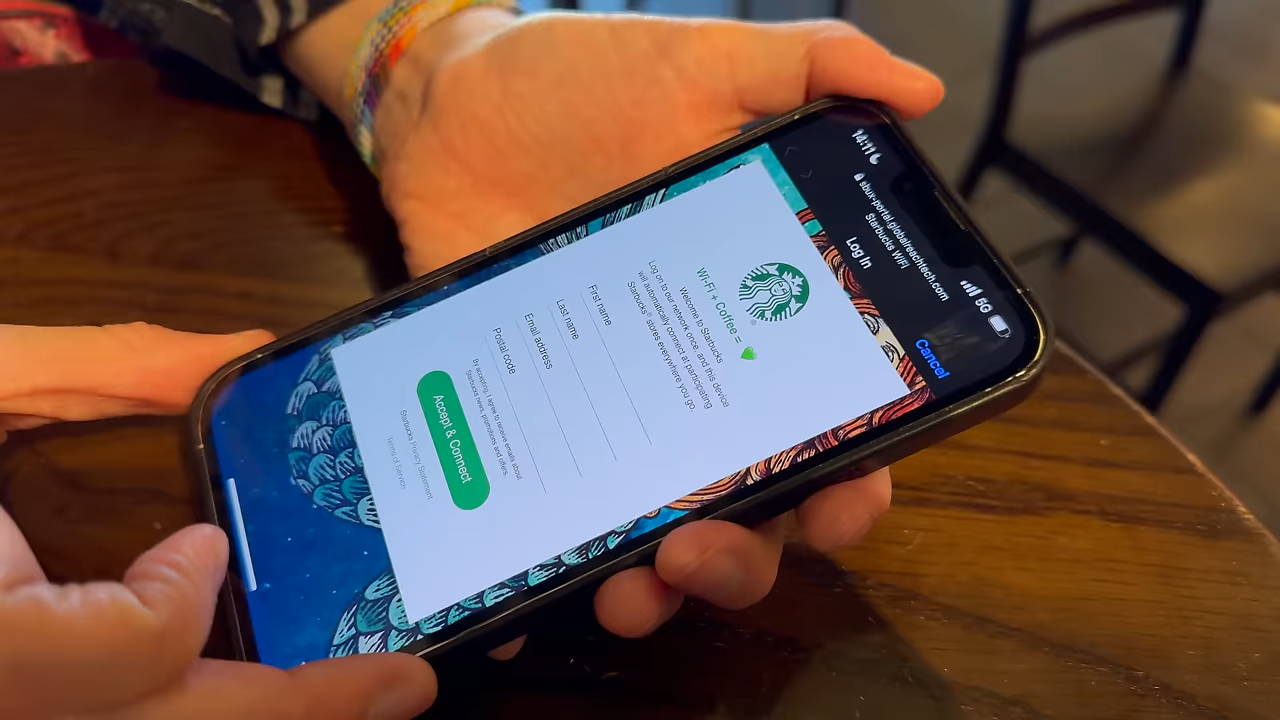 14:11
5G
sbux-portal.globalreachtech.com
Starbucks WiFi
Log In
Cancel
Wi-Fi + Coffee =
Welcome to Starbucks
Log on to our network once, and this device
will automatically connect at participating
Starbucks® stores everywhere you go.
First name
Last name
Email address
Postal code
By accepting, I agree to receive emails about
Starbucks news, promotions and offers.
Accept & Connect
Starbucks Privacy Statement
Terms of Service